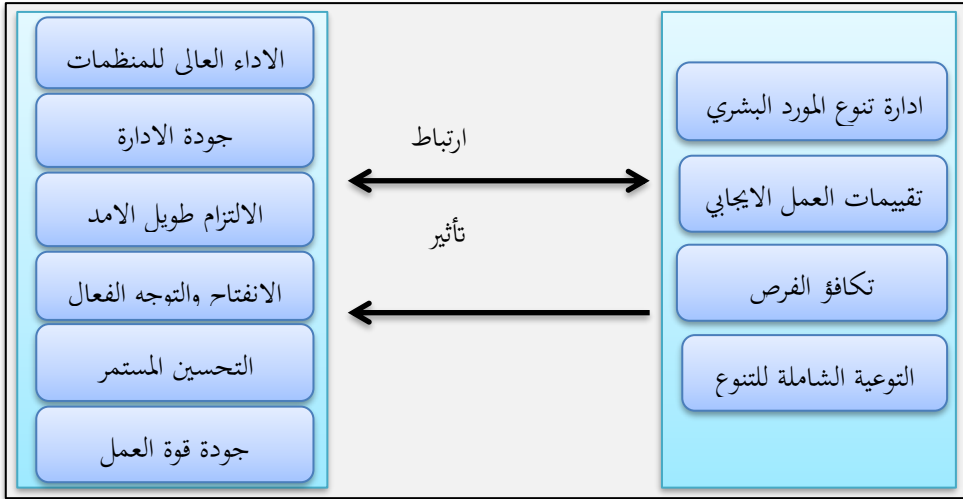 ادارة تنوع المورد البشري
تقييمات العمل الايجابي
تكافؤ الفرص
التوعية الشاملة للتنوع
ارتباط
تأثير
الاداء العالى للمنظمات
جودة الادارة
الالتزام طويل الامد
الانفتاح والتوجه الفعال
التحسين المستمر
جودة قوة العمل